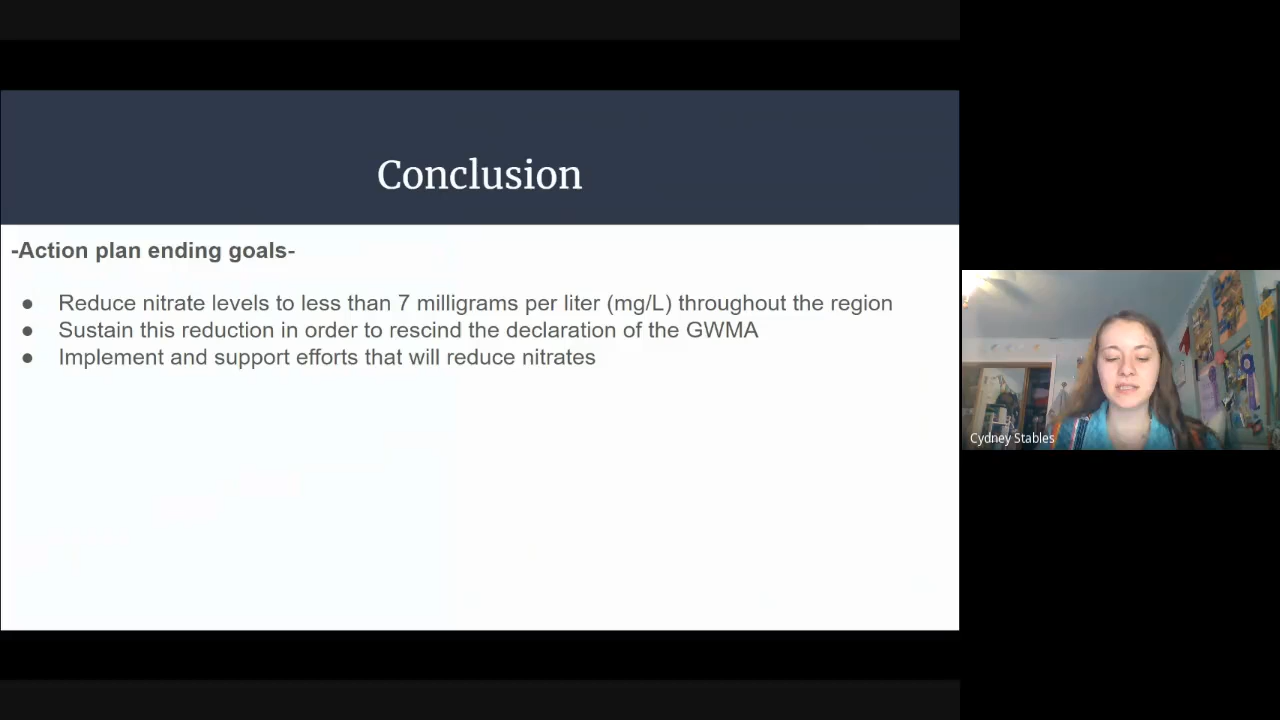 Conclusion
-Action plan ending goals-
● Reduce nitrate levels to less than 7 milligrams per liter (mg/L) throughout the region
● Sustain this reduction in order to rescind the declaration of the GWMA
● Implement and support efforts that will reduce nitrates
Cydney Stables